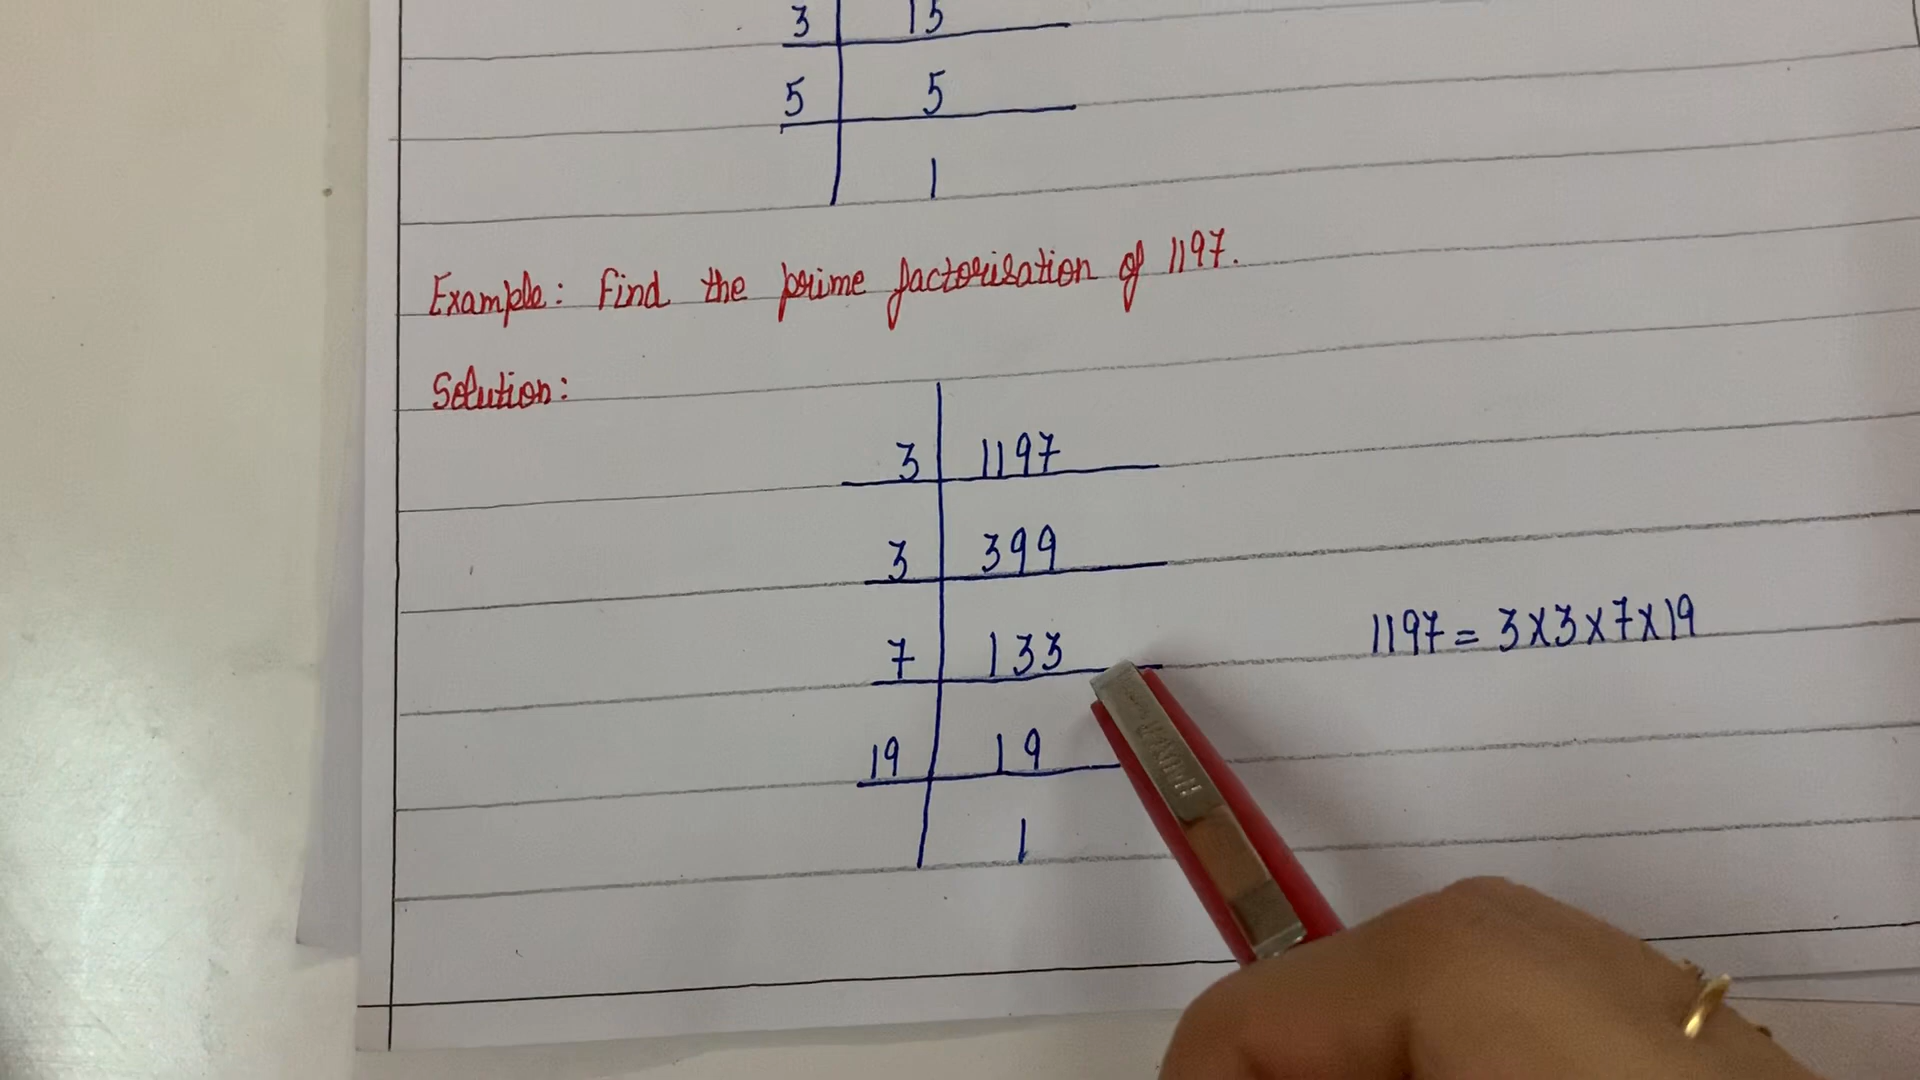 3 | 15
5 | 5
1
Example: Find the prime factorisation of 1197.
Solution:
3 | 1197
3 | 399
7 | 133
1197 = 3×3×7×19
19 | 19
1